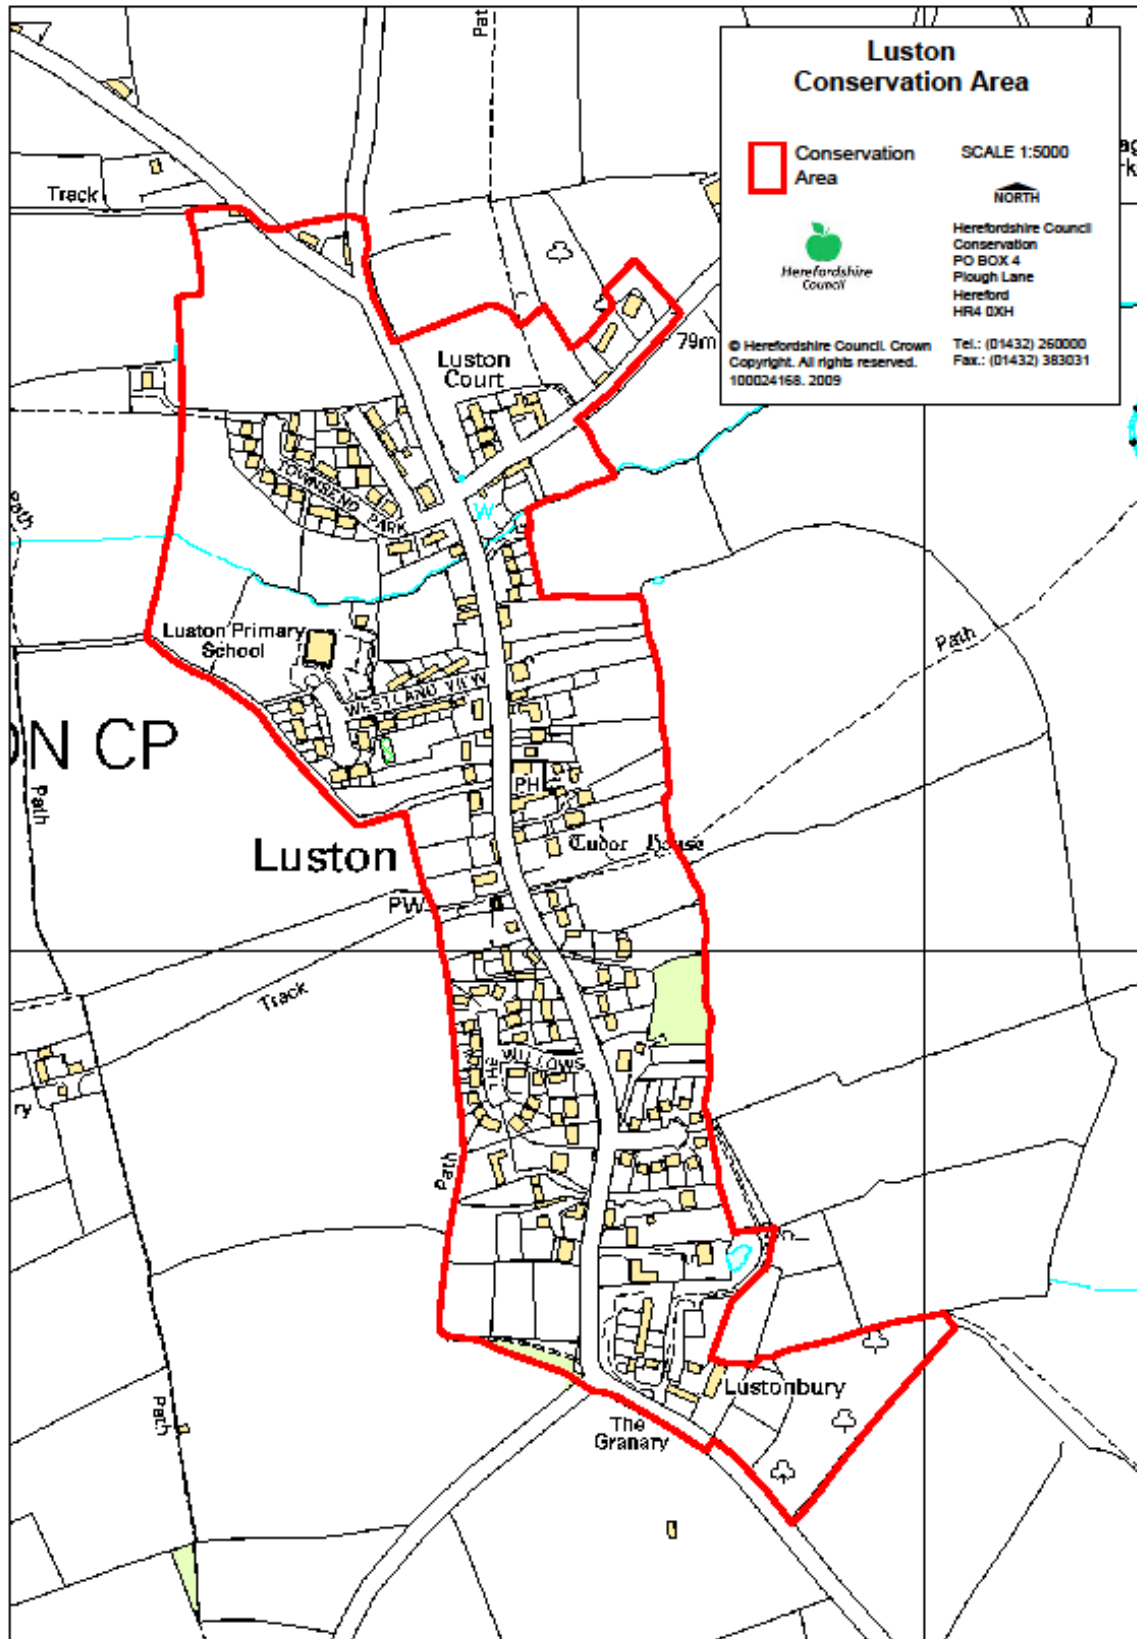 Path
Luston
Conservation Area
Conservation
Area
SCALE 1:5000
NORTH
Herefordshire
Council
Herefordshire Council
Conservation
PO BOX 4
Plough Lane
Hereford
HR4 0XH
© Herefordshire Council. Crown
Copyright. All rights reserved.
100024168. 2009
Tel.: (01432) 260000
Fax.: (01432) 383031
Track
79m
Luston
Court
TOWNSEND PARK
Path
W
Luston Primary
School
Path
WESTLAND VIEW
ON CP
Path
PH
Luston
Tudor House
PW
Track
THE WILLOWS
ry
Path
Lustonbury
Path
The
Granary